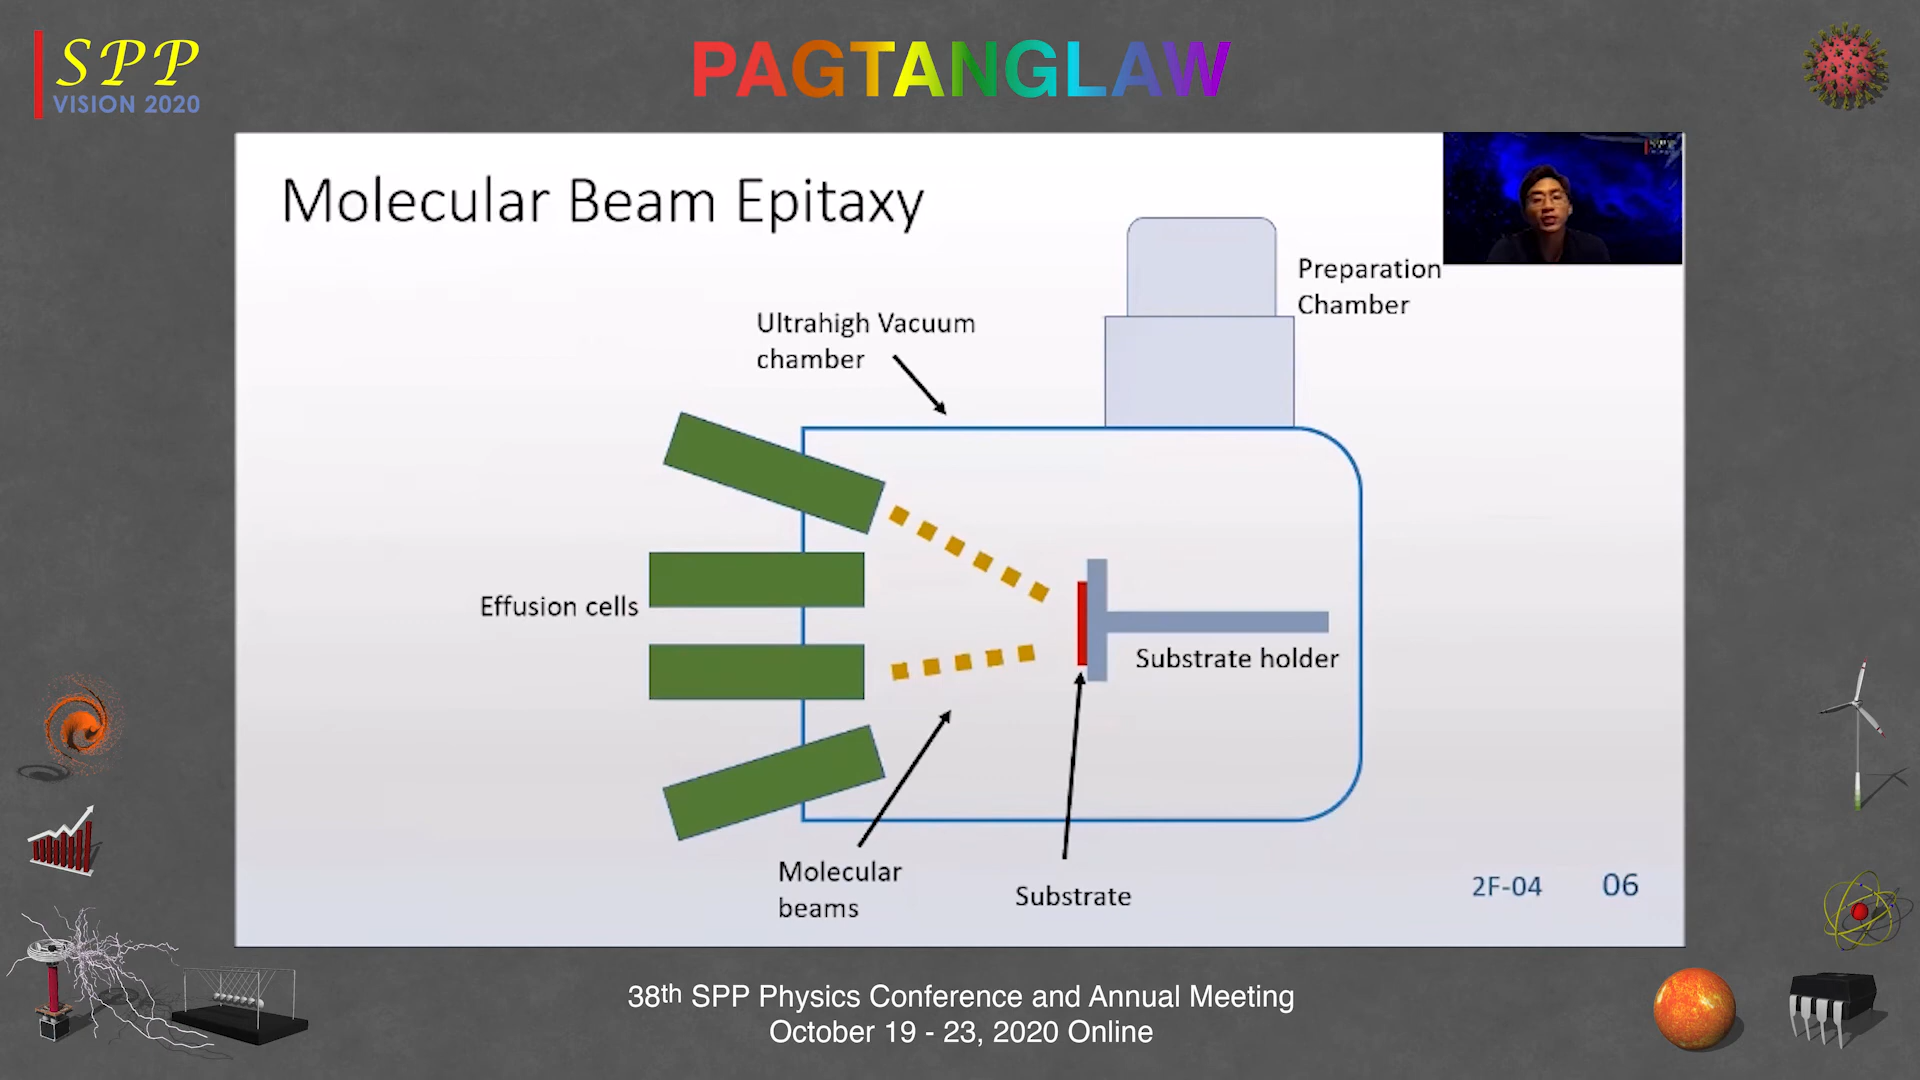 SPP
VISION 2020
PAGTANGLAW
Molecular Beam Epitaxy
Preparation
Chamber
Ultrahigh Vacuum
chamber
Effusion cells
Substrate holder
Molecular
beams
Substrate
2F-04
06
38th SPP Physics Conference and Annual Meeting
October 19 - 23, 2020 Online